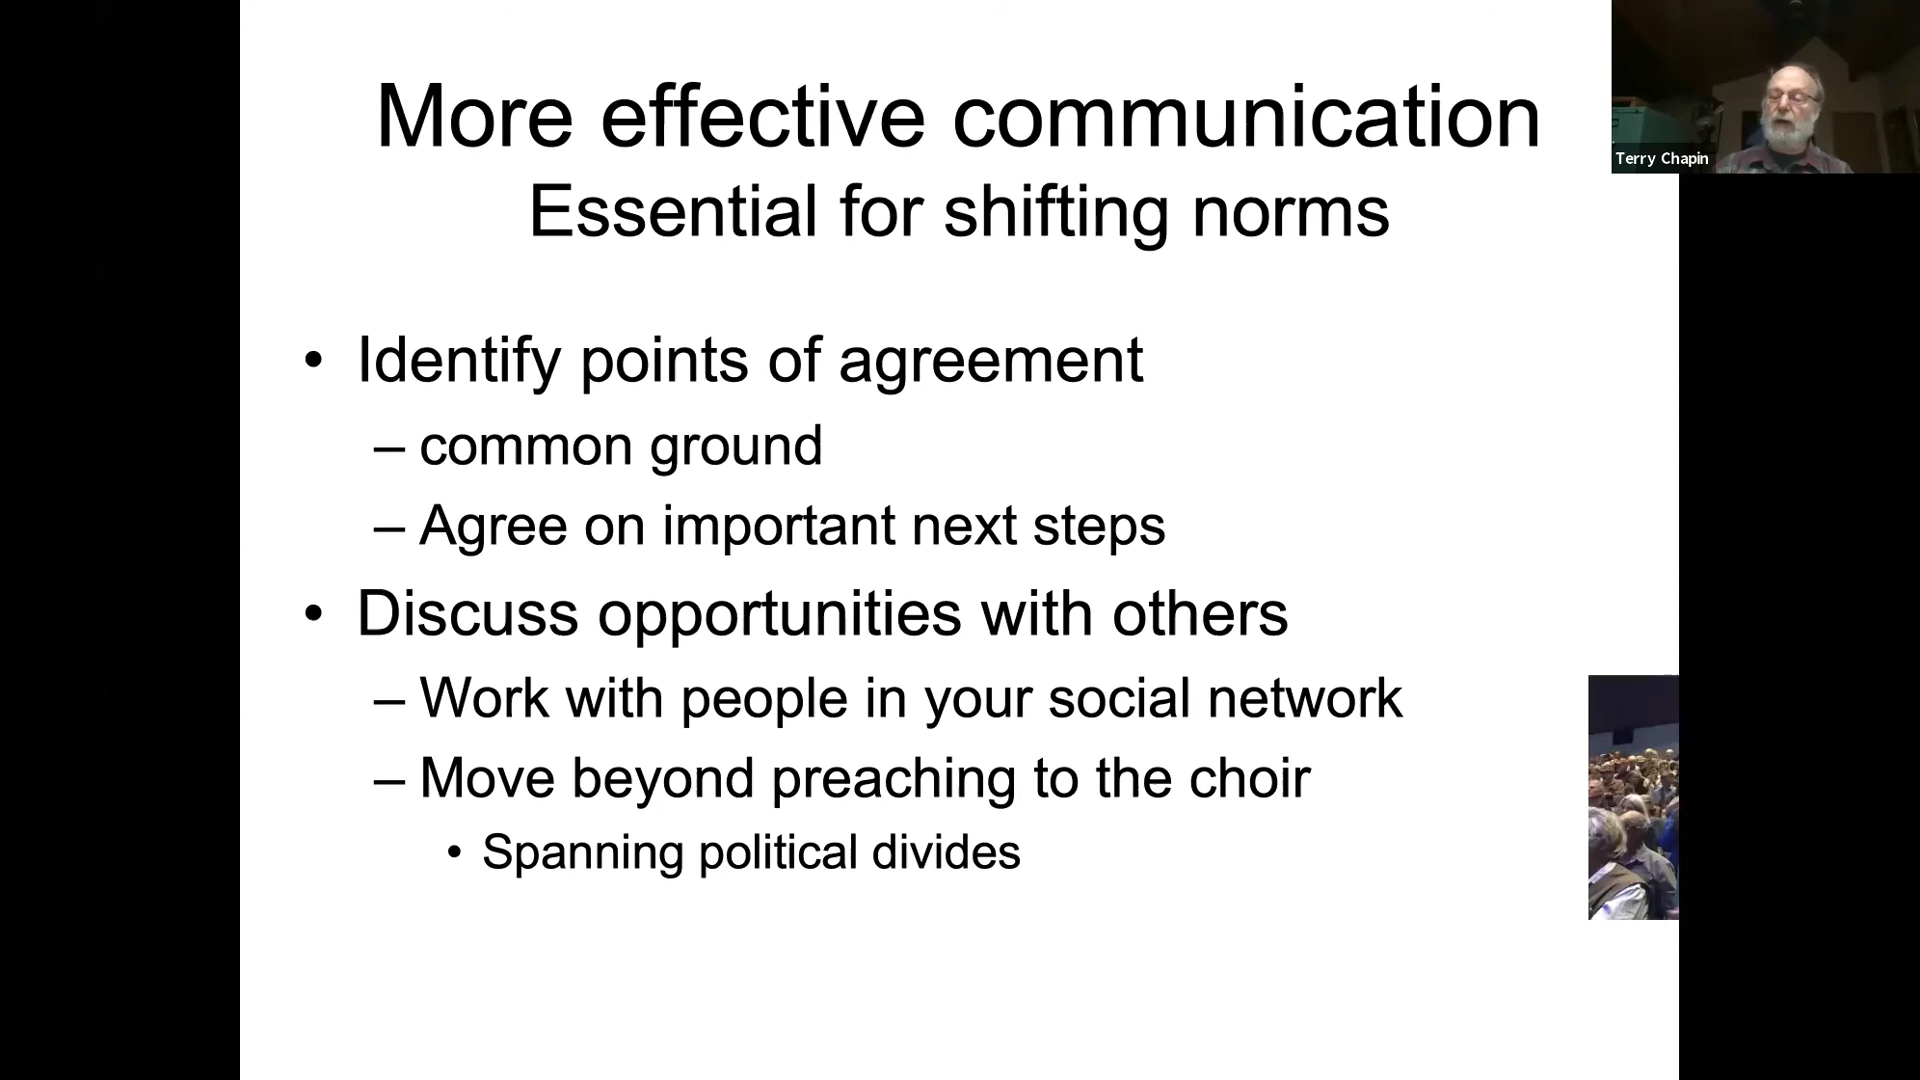 More effective communication
Essential for shifting norms
Terry Chapin
• Identify points of agreement
– common ground
– Agree on important next steps
• Discuss opportunities with others
– Work with people in your social network
– Move beyond preaching to the choir
• Spanning political divides